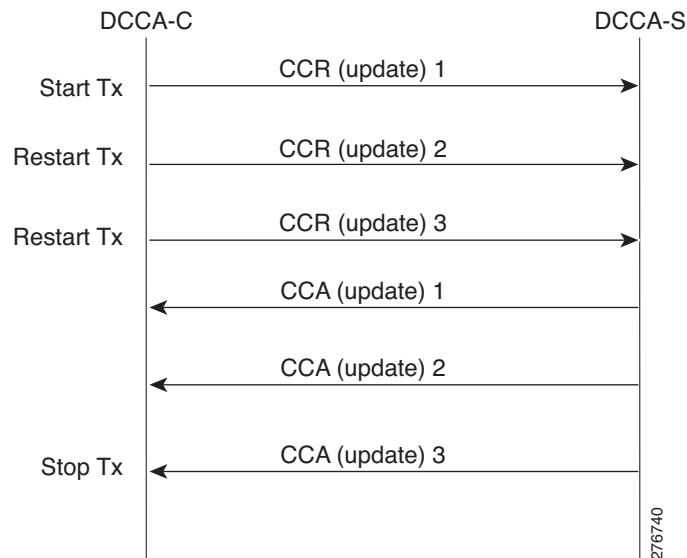 DCCA-C
DCCA-S
CCR (update) 1
Start Tx
CCR (update) 2
Restart Tx
CCR (update) 3
Restart Tx
CCA (update) 1
CCA (update) 2
CCA (update) 3
Stop Tx
276740